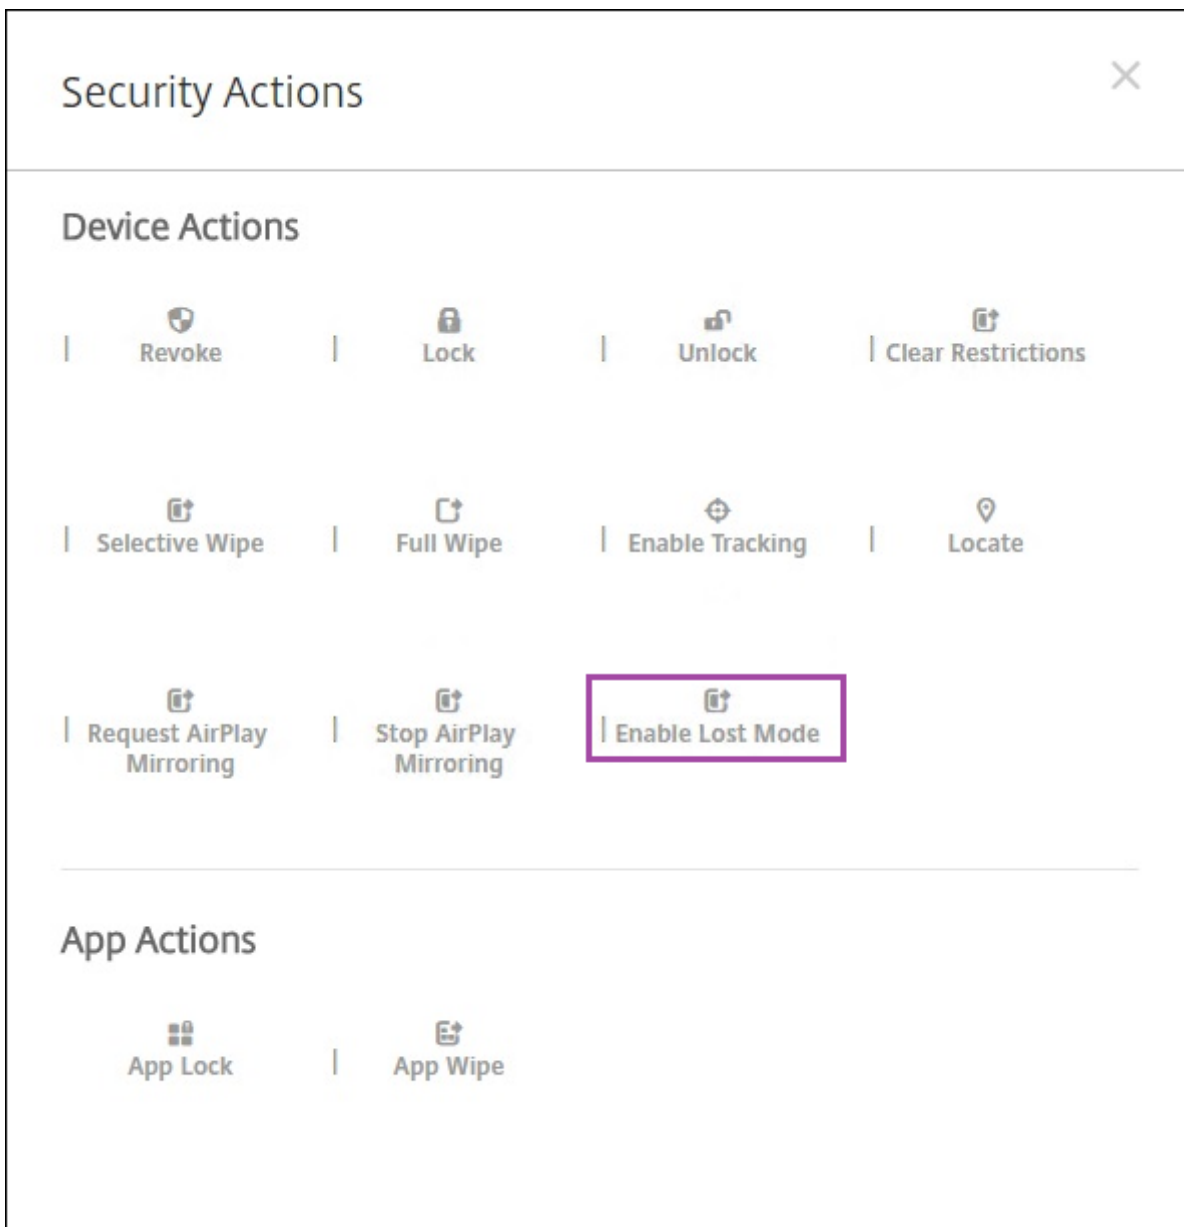 Security Actions
Device Actions
Revoke
Lock
Unlock
Clear Restrictions
Selective Wipe
Full Wipe
Enable Tracking
Locate
Request AirPlay
Mirroring
Stop AirPlay
Mirroring
Enable Lost Mode
App Actions
App Lock
App Wipe